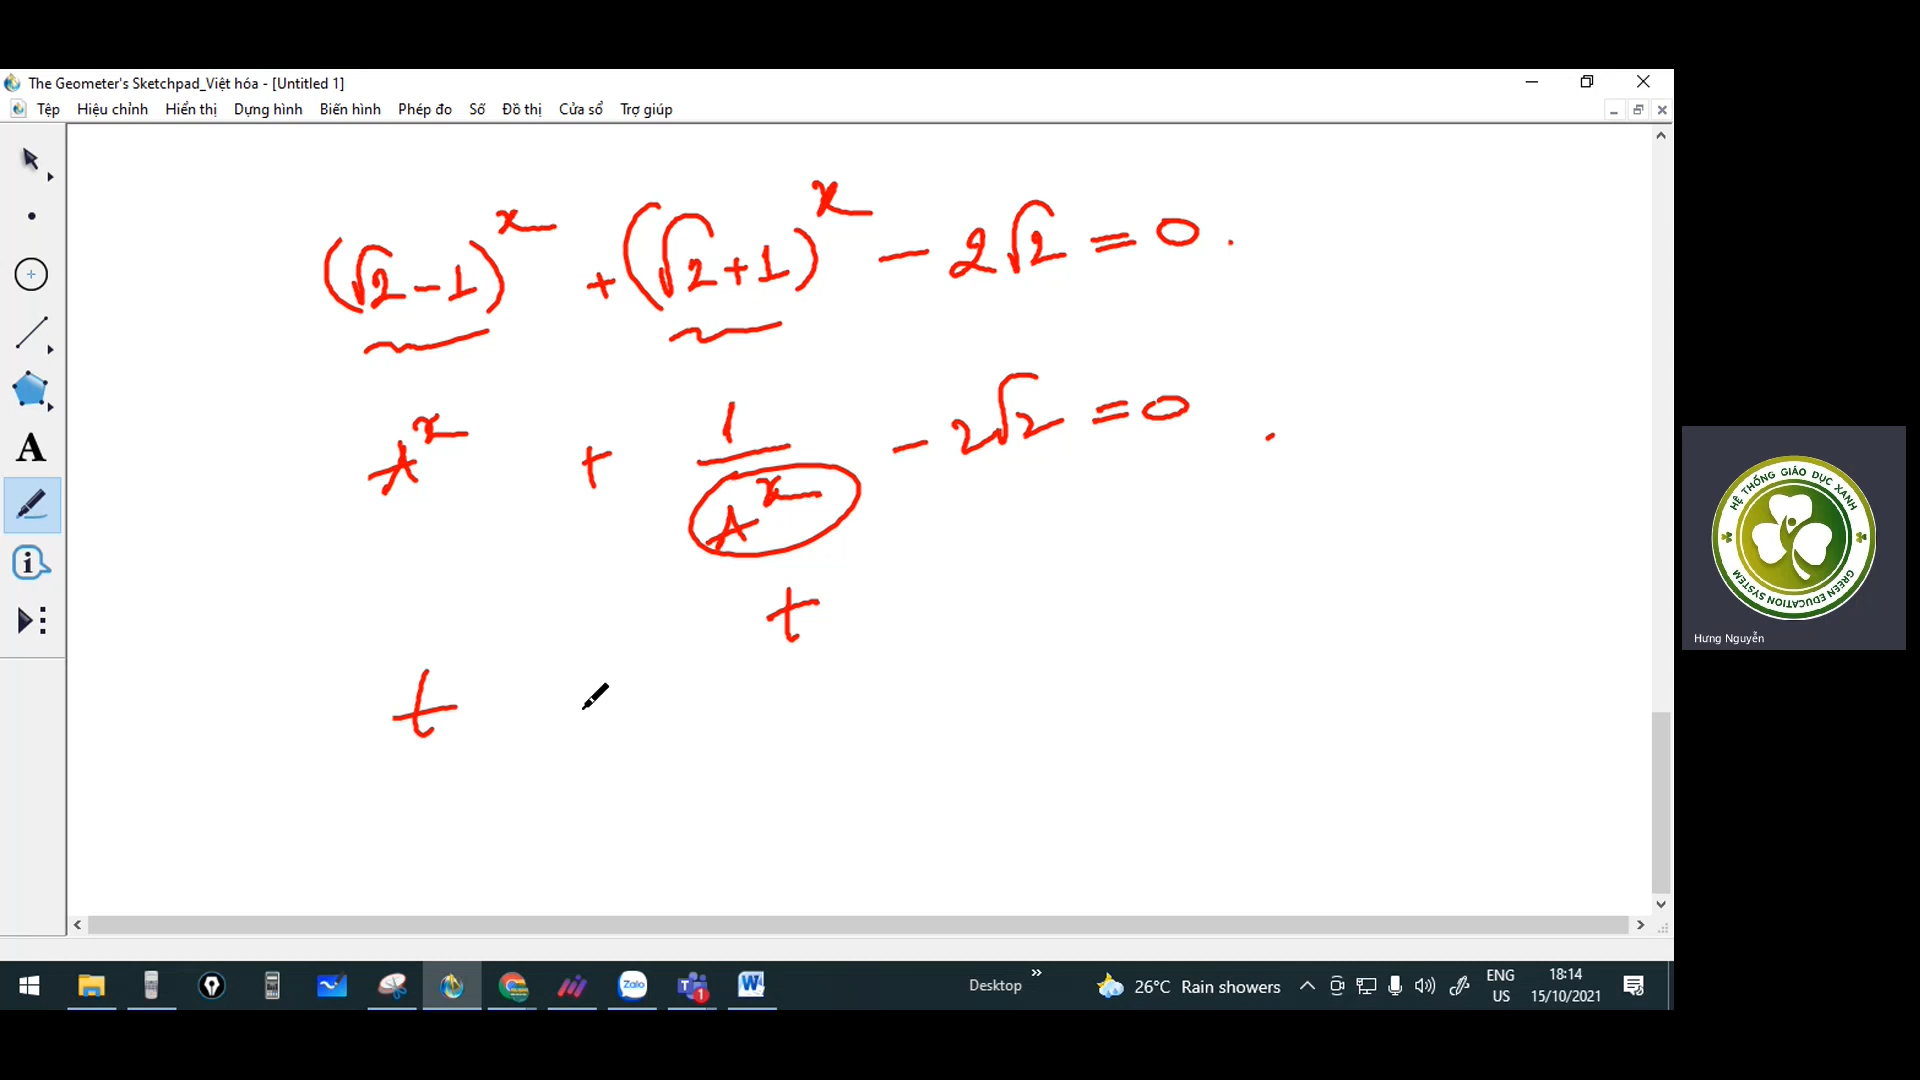 The Geometer's Sketchpad_Việt hóa - [Untitled 1]
Tệp Hiệu chỉnh Hiển thị Dựng hình Biến hình Phép đo Số Đồ thị Cửa sổ Trợ giúp
(√2 - 1)^x + (√2 + 1)^x - 2√2 = 0.
A^x + 1/A^x - 2√2 = 0 .
t
t
A
HỆ THỐNG GIÁO DỤC XANH
GREEN EDUCATION SYSTEM
Hưng Nguyễn
Zalo
1
W
Desktop
26°C Rain showers
ENG
US
18:14
15/10/2021